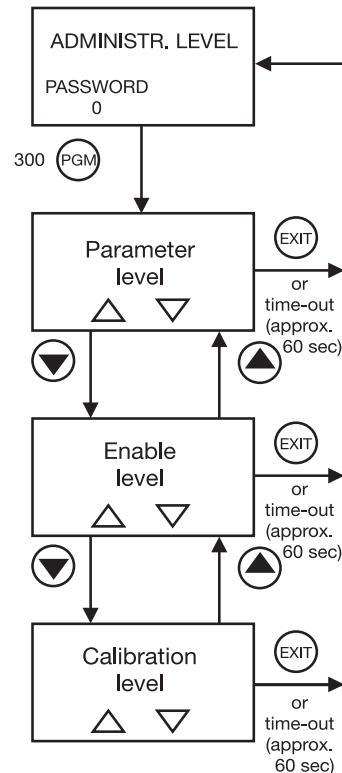 ADMINISTR. LEVEL
PASSWORD
0
300 PGM
Parameter
level
EXIT
or
time-out
(approx.
60 sec)
Enable
level
EXIT
or
time-out
(approx.
60 sec)
Calibration
level
EXIT
or
time-out
(approx.
60 sec)